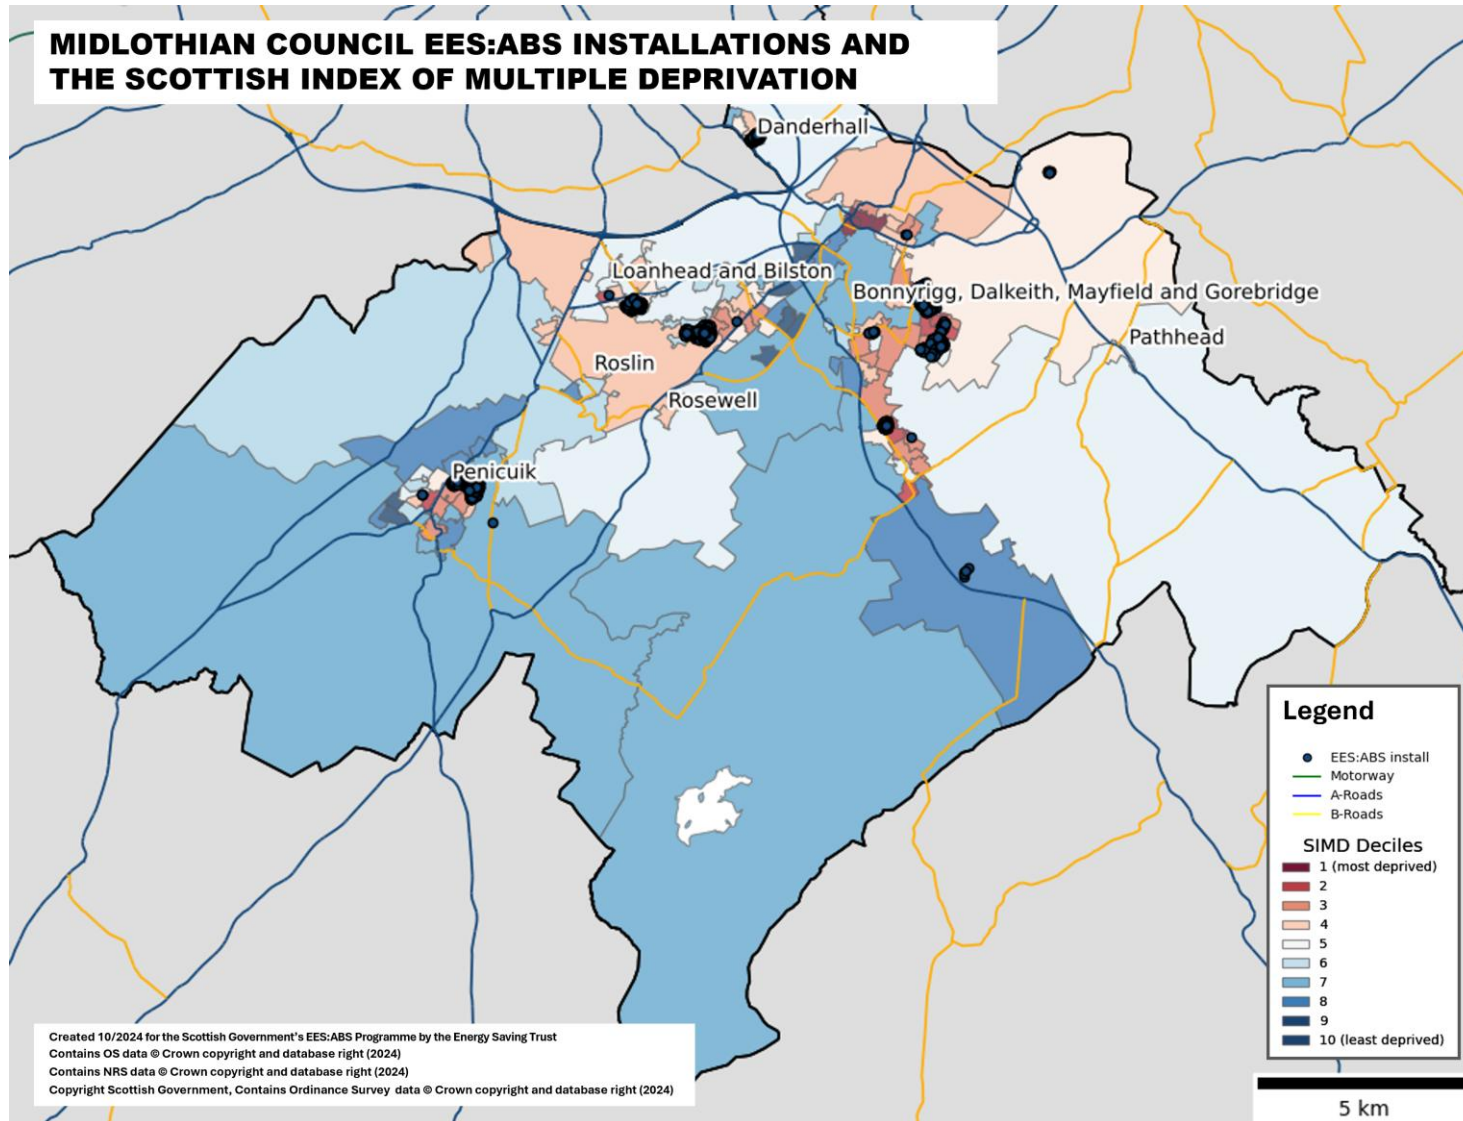 MIDLOTHIAN COUNCIL EES:ABS INSTALLATIONS AND
THE SCOTTISH INDEX OF MULTIPLE DEPRIVATION
Danderhall
Loanhead and Bilston
Bonnyrigg, Dalkeith, Mayfield and Gorebridge
Pathhead
Roslin
Rosewell
Penicuik
Legend
EES:ABS install
Motorway
A-Roads
B-Roads
SIMD Deciles
1 (most deprived)
2
3
4
5
6
7
8
9
10 (least deprived)
Created 10/2024 for the Scottish Government's EES:ABS Programme by the Energy Saving Trust
Contains OS data © Crown copyright and database right (2024)
Contains NRS data © Crown copyright and database right (2024)
Copyright Scottish Government, Contains Ordinance Survey data © Crown copyright and database right (2024)
5 km